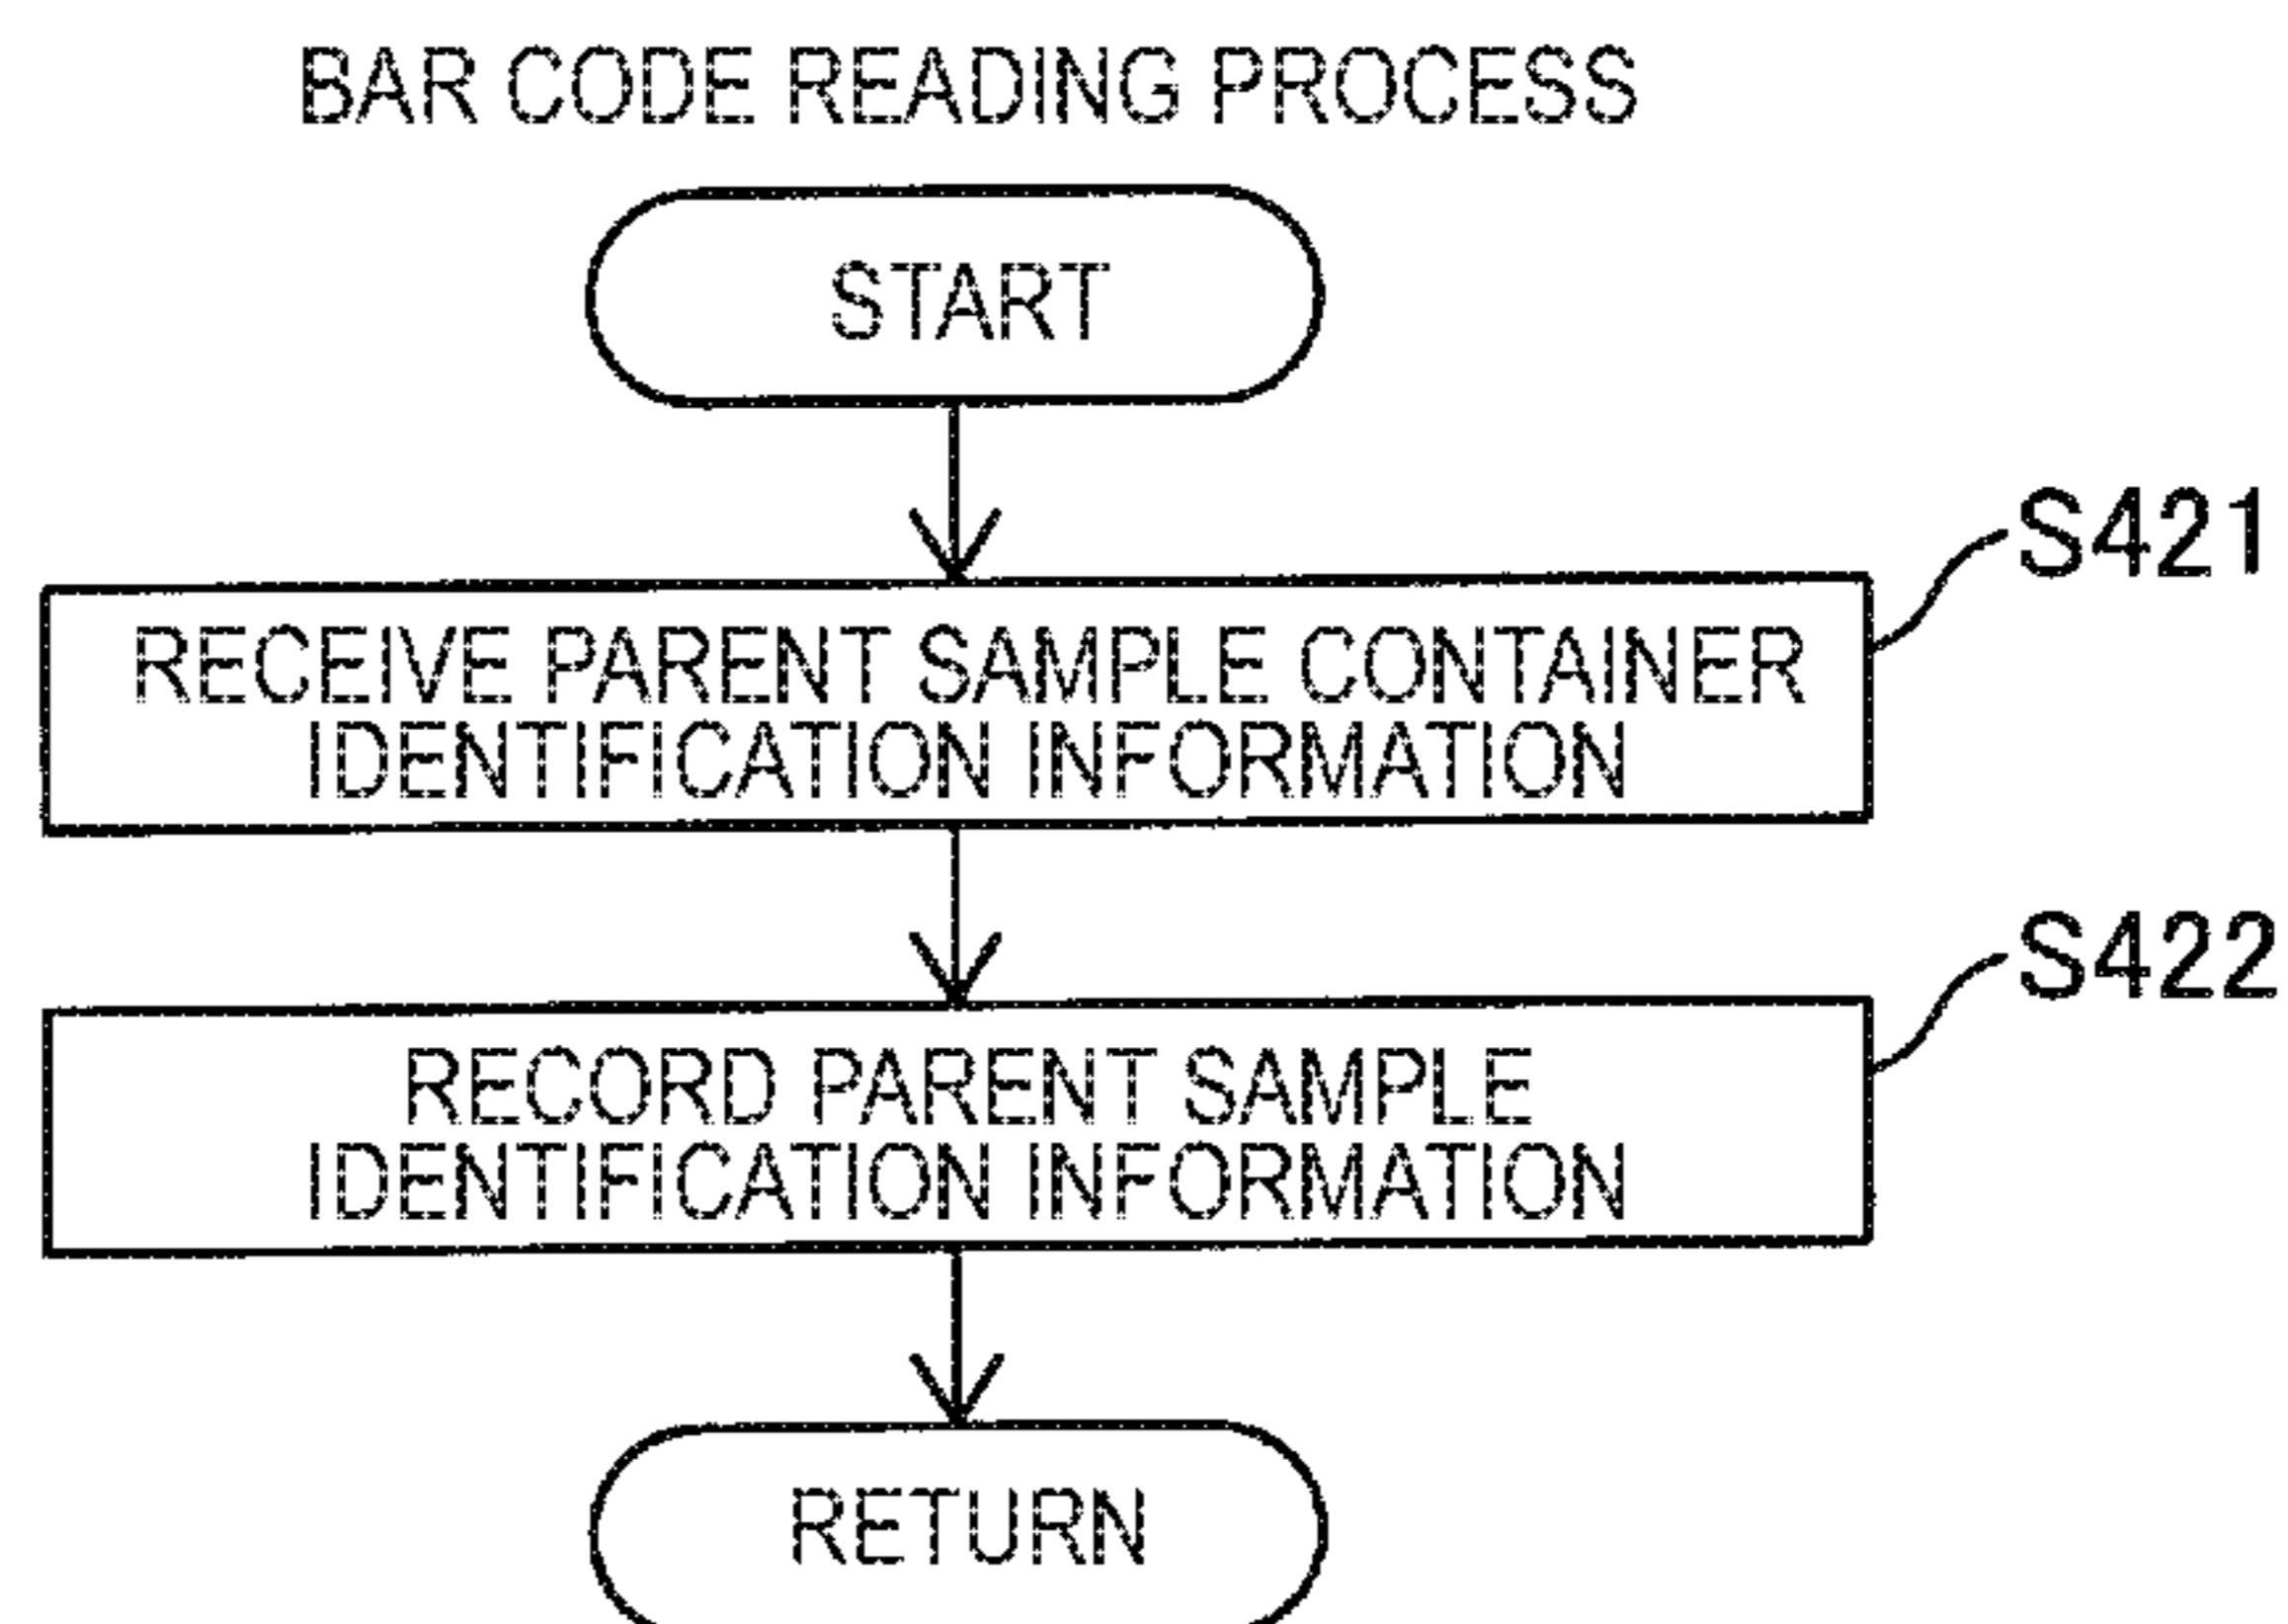 BAR CODE READING PROCESS
START
S421
RECEIVE PARENT SAMPLE CONTAINER
IDENTIFICATION INFORMATION
S422
RECORD PARENT SAMPLE
IDENTIFICATION INFORMATION
RETURN